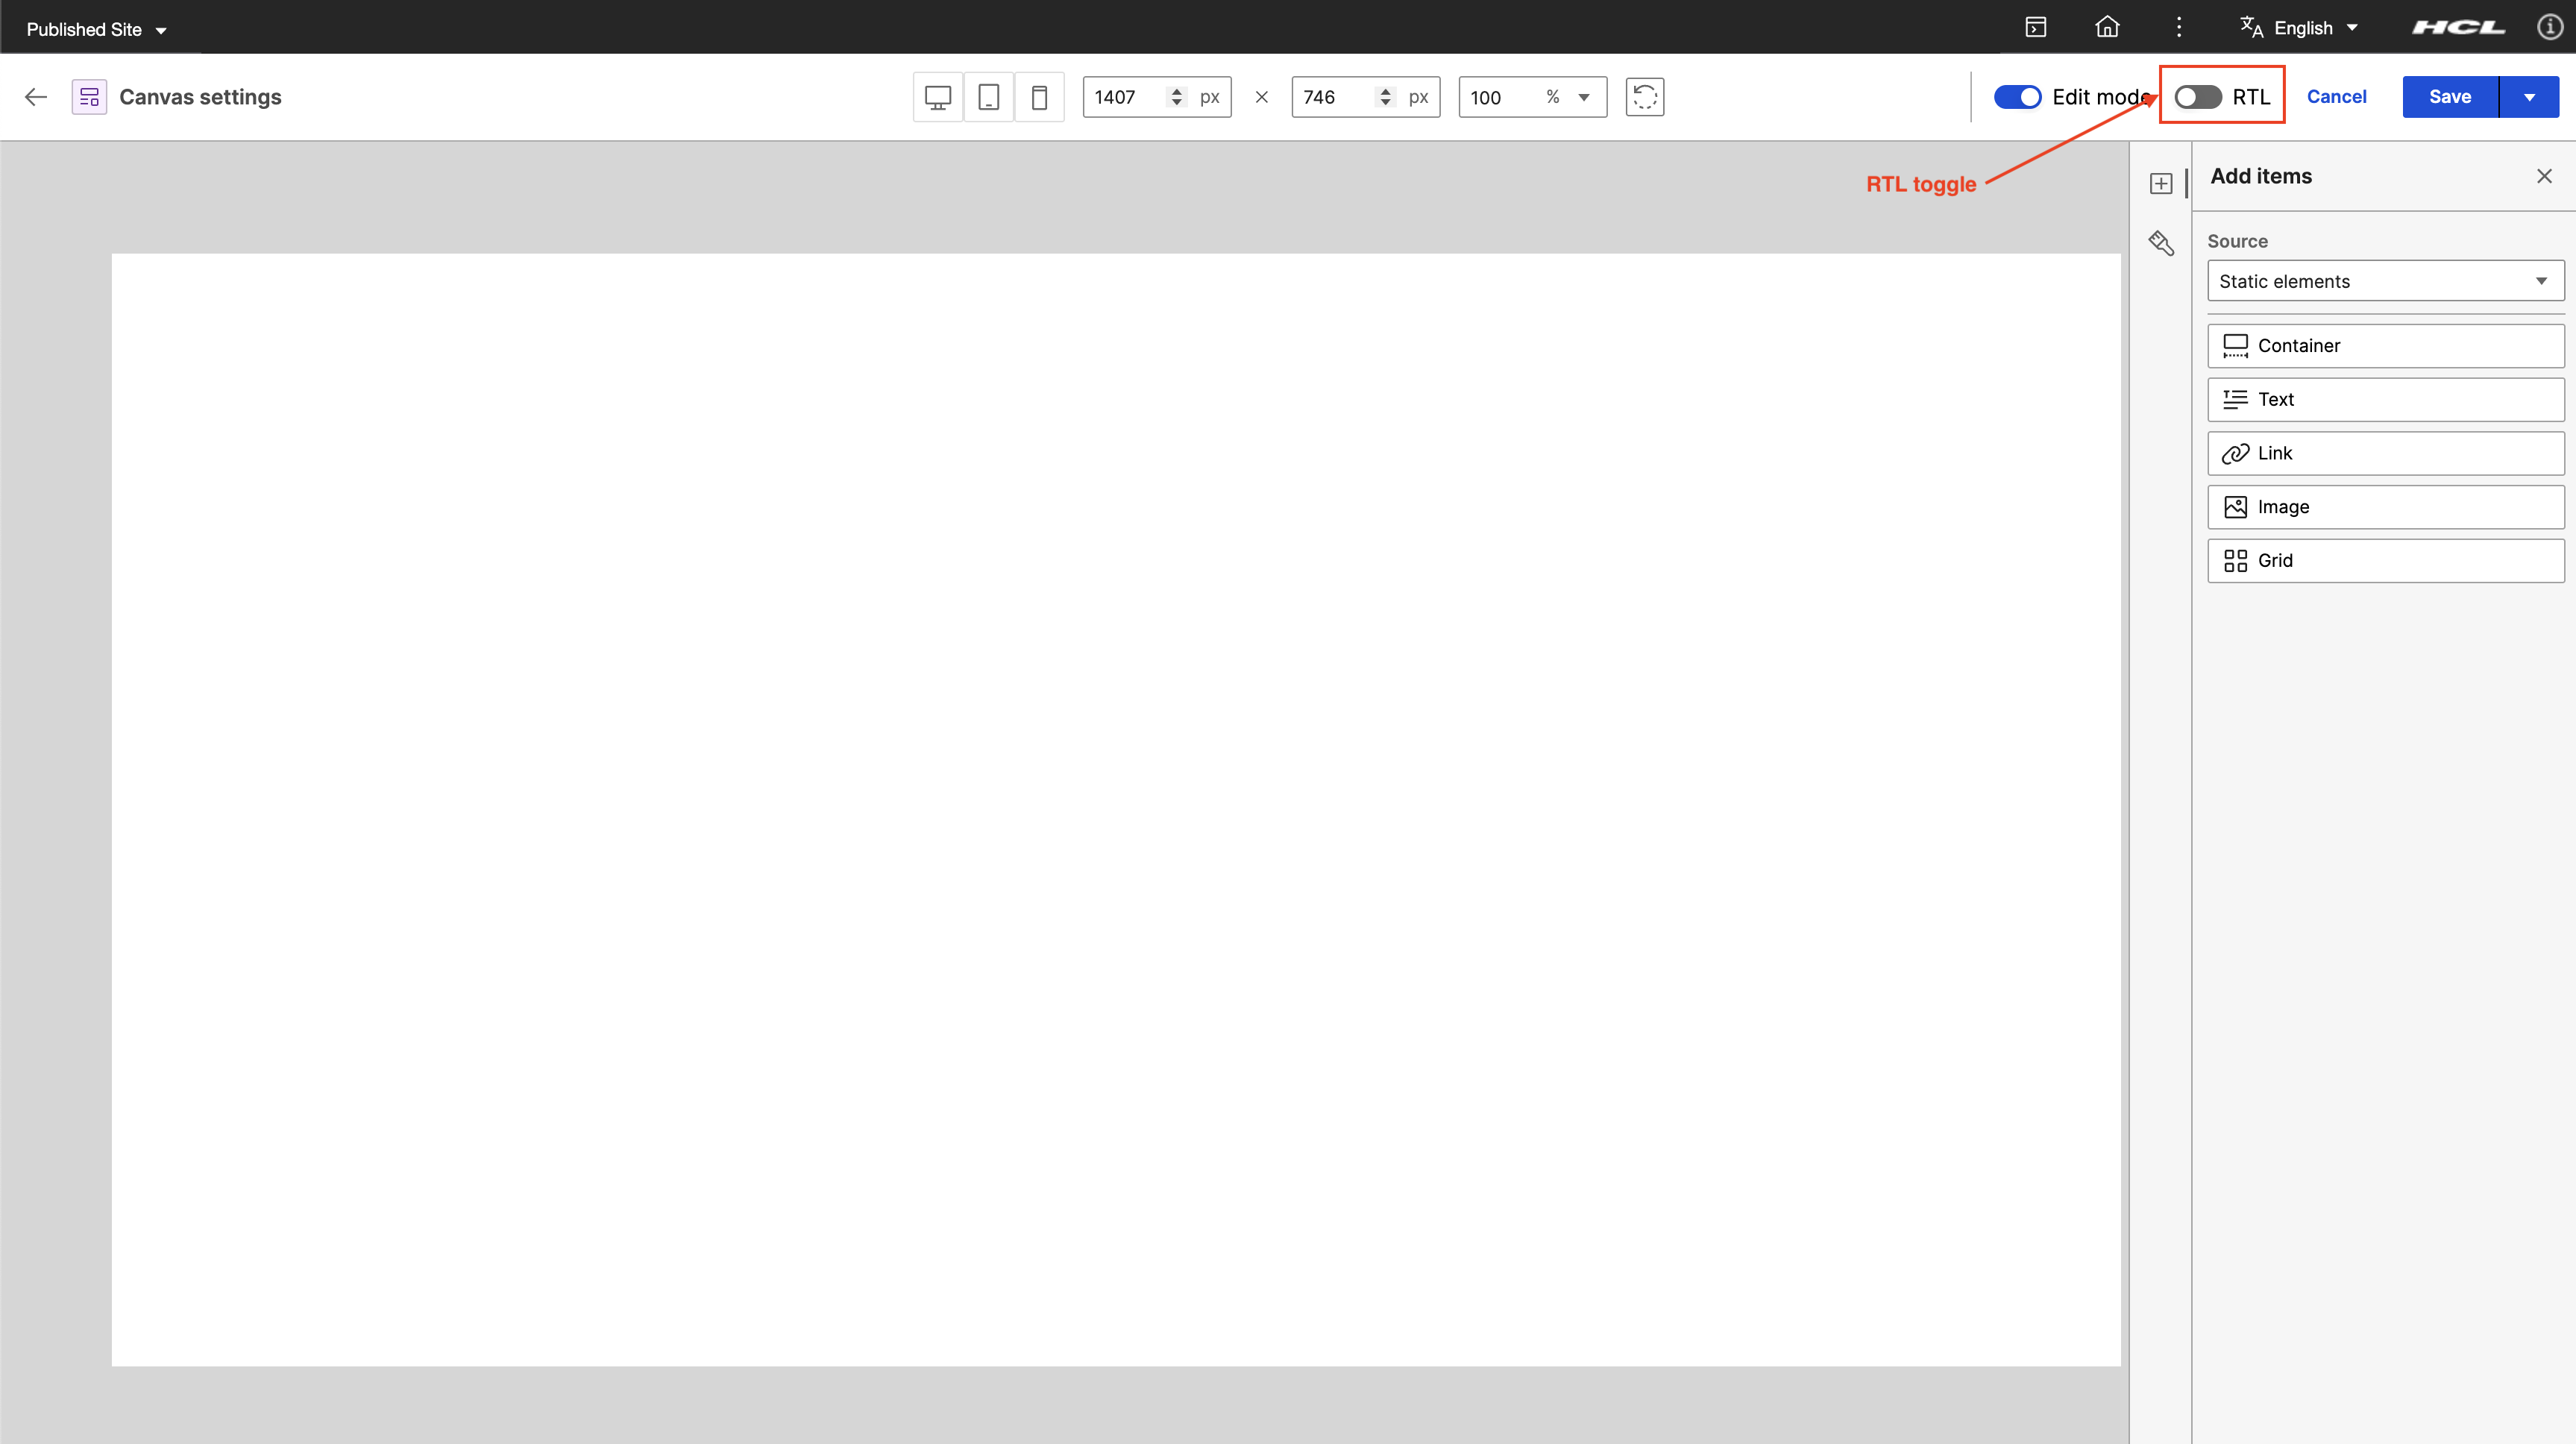 Published Site
English
HCL
Canvas settings
1407 px × 746 px 100 %
Edit mode
RTL
Cancel
Save
RTL toggle
Add items
Source
Static elements
Container
Text
Link
Image
Grid